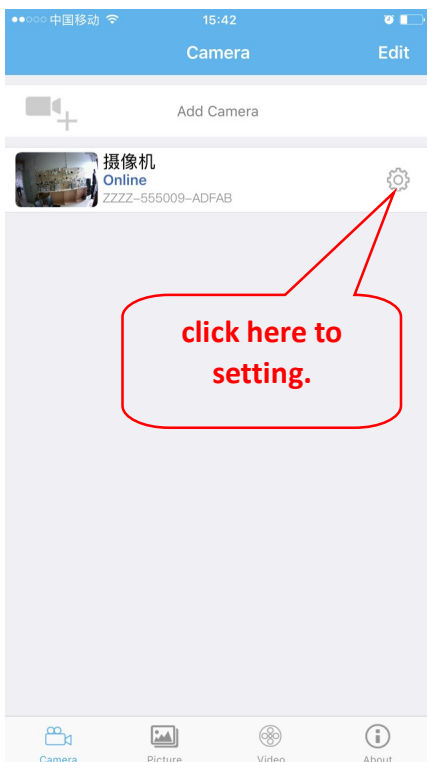 中国移动 15:42
Camera Edit
Add Camera
摄像机
Online
ZZZZ-555009-ADFAB
click here to
setting.
Camera Picture Video About